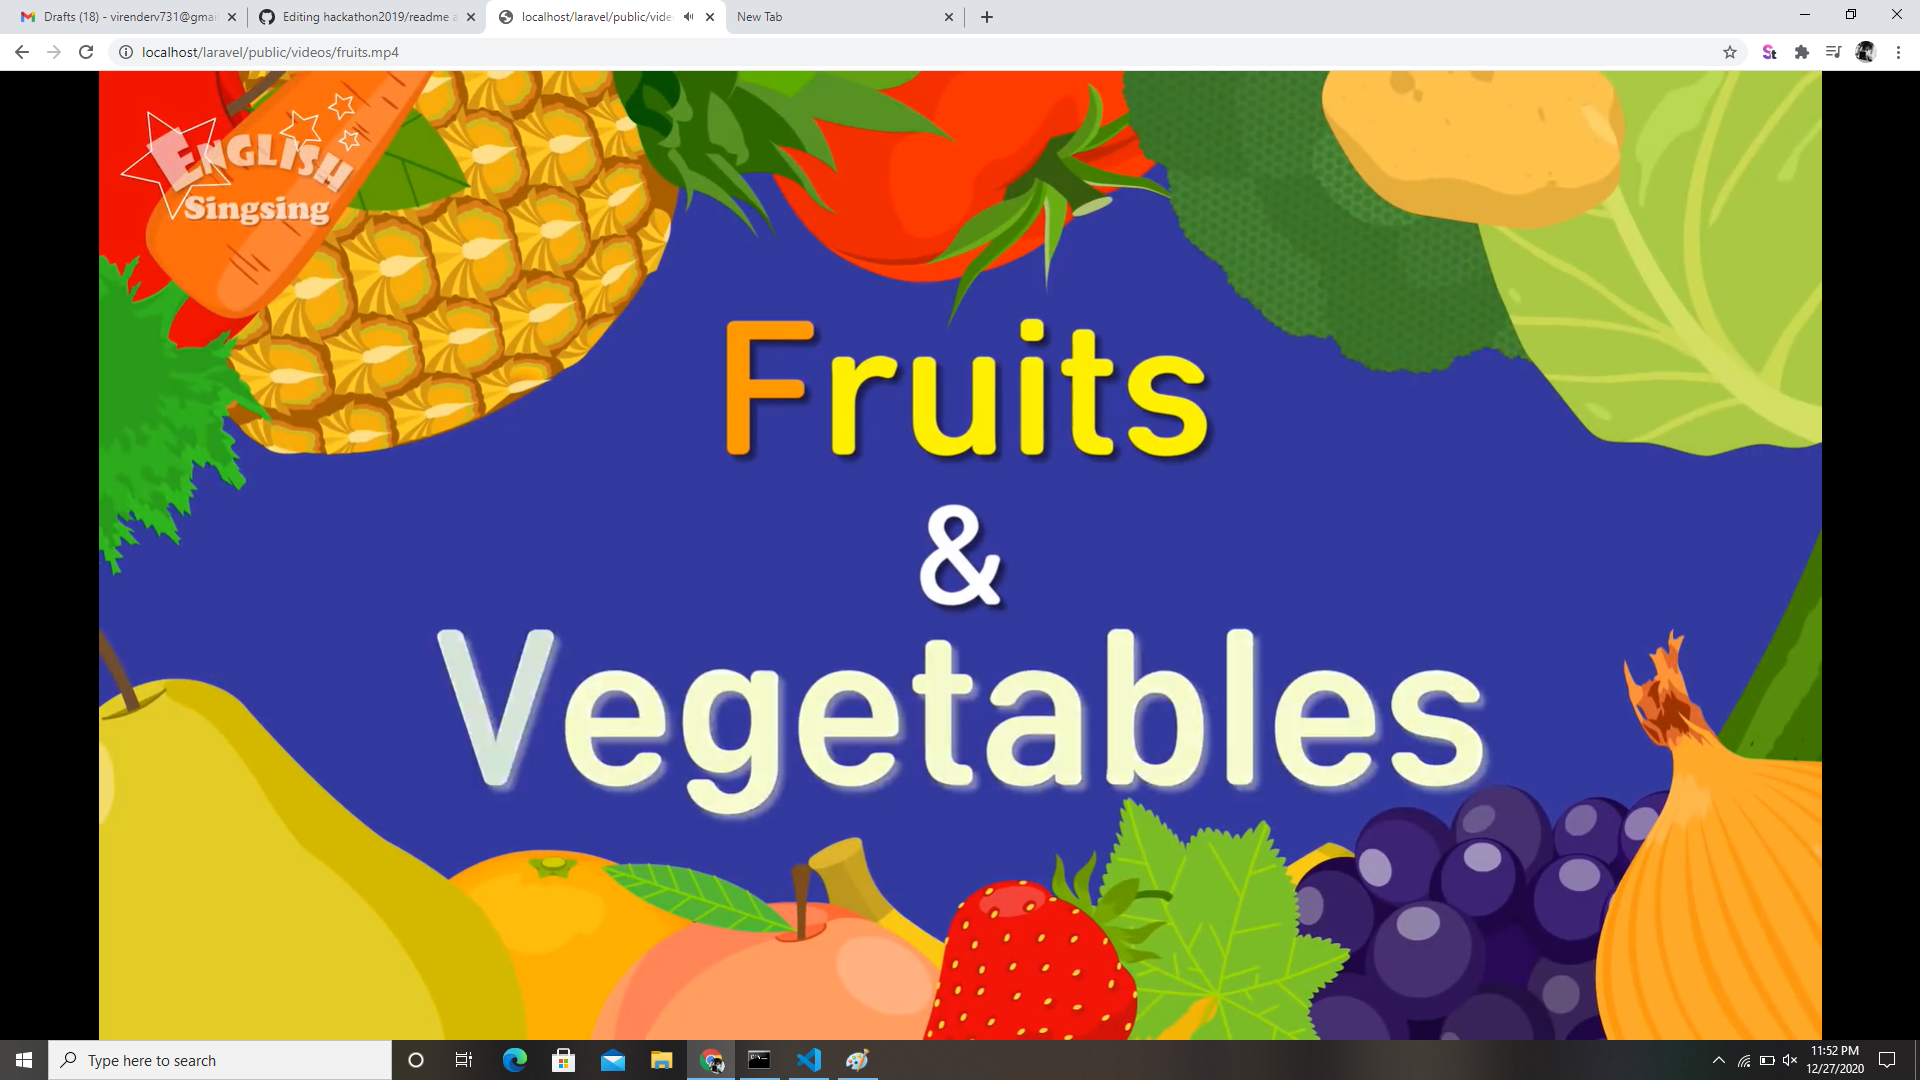 Drafts (18) - virenderv731@gmai
Editing hackathon2019/readme a
localhost/laravel/public/vide
New Tab
localhost/laravel/public/videos/fruits.mp4
St
ENGLISH
Singsing
Fruits
&
Vegetables
Type here to search
11:52 PM
12/27/2020